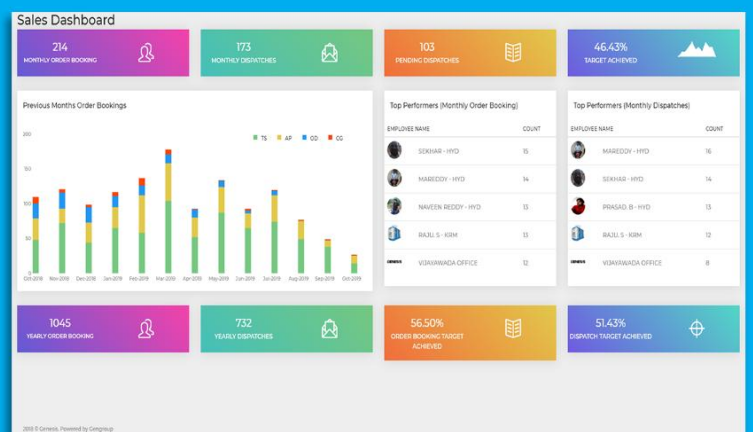 Sales Dashboard
214
MONTHLY ORDER BOOKING
173
MONTHLY DISPATCHES
103
PENDING DISPATCHES
46.43%
TARGET ACHIEVED
Previous Months Order Bookings
TS AP OD CG
200
150
100
50
0
Oct-2018 Nov-2018 Dec-2018 Jan-2019 Feb-2019 Mar-2019 Apr-2019 May-2019 Jun-2019 Jul-2019 Aug-2019 Sep-2019 Oct-2019
Top Performers (Monthly Order Booking)
EMPLOYEE NAME COUNT
SEKHAR - HYD 15
MAREDDY - HYD 14
NAVEEN REDDY - HYD 13
RAJU. S - KRM
VIJAYAWADA OFFICE 12
Top Performers (Monthly Dispatches)
EMPLOYEE NAME COUNT
MAREDDY - HYD 16
SEKHAR - HYD 14
PRASAD. B - HYD 13
RAJU. S - KRM 12
VIJAYAWADA OFFICE 8
1045
YEARLY ORDER BOOKING
732
YEARLY DISPATCHES
56.50%
ORDER BOOKING TARGET
ACHIEVED
51.43%
DISPATCH TARGET ACHIEVED
© Genesis. Powered by Gengroup